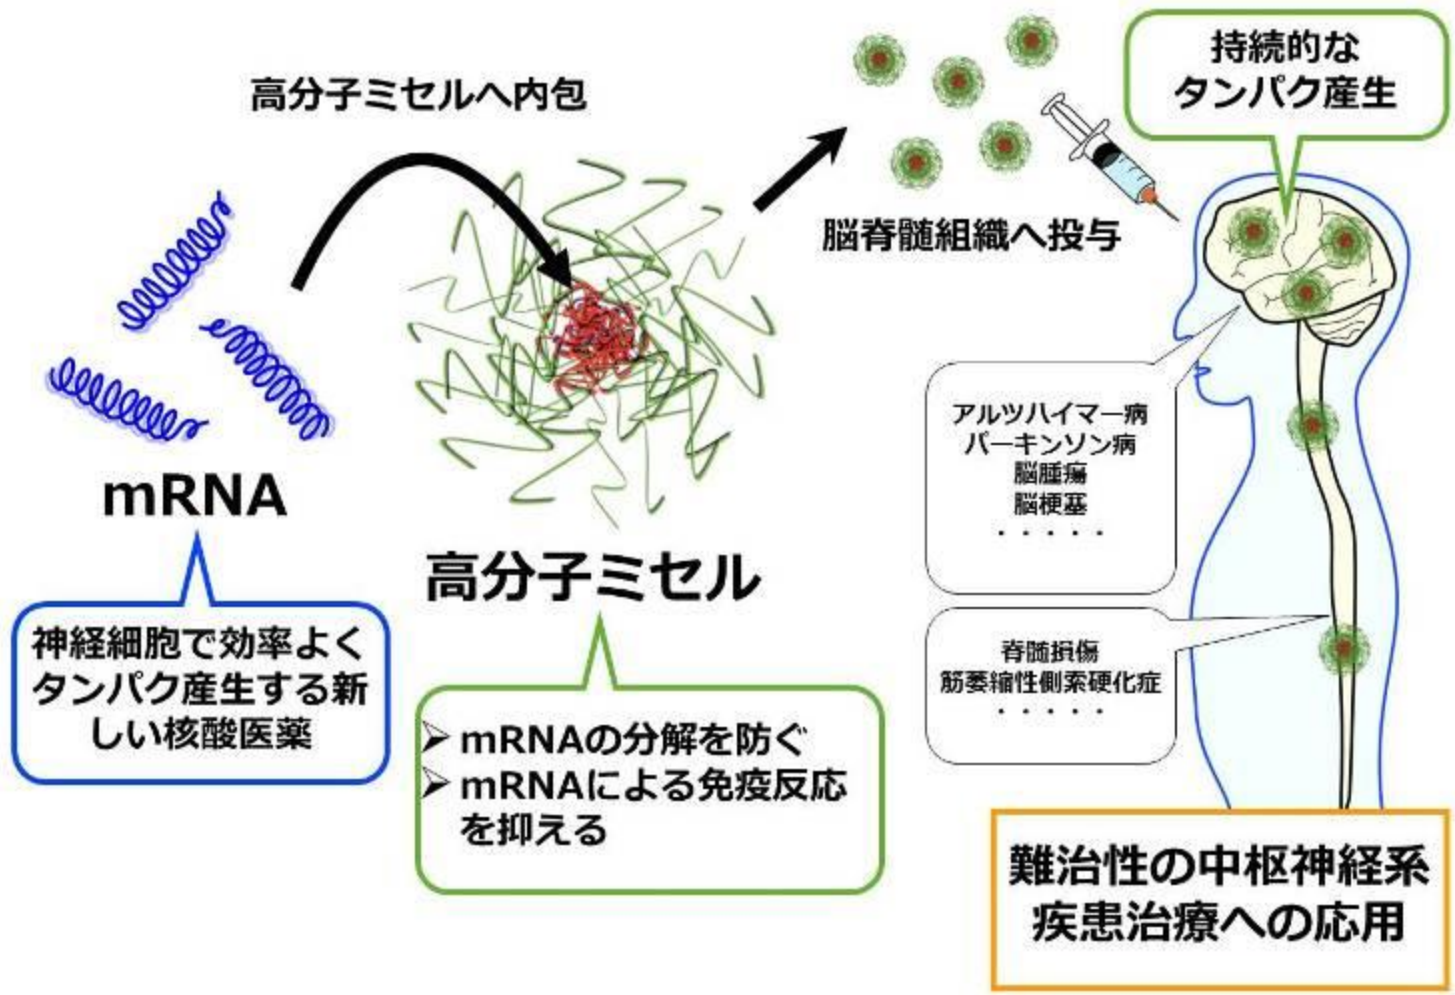 高分子ミセルへ内包
持続的な
タンパク産生
脳脊髄組織へ投与
mRNA
高分子ミセル
神経細胞で効率よく
タンパク産生する新
しい核酸医薬
➢ mRNAの分解を防ぐ
➢ mRNAによる免疫反応
を抑える
アルツハイマー病
パーキンソン病
脳腫瘍
脳梗塞
・・・・・
脊髄損傷
筋萎縮性側索硬化症
・・・・・
難治性の中枢神経系
疾患治療への応用